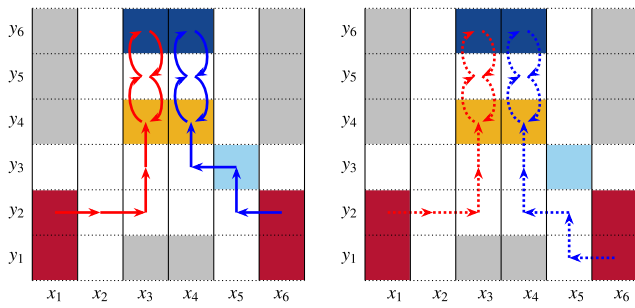 y₆ y₆
y₅ y₅
y₄ y₄
y₃ y₃
y₂ y₂
y₁ y₁
x₁ x₂ x₃ x₄ x₅ x₆ x₁ x₂ x₃ x₄ x₅ x₆